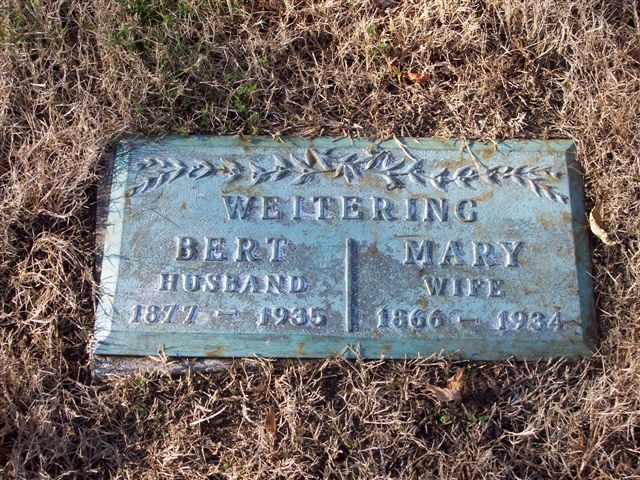 WEITERING
BERT MARY
HUSBAND WIFE
1877 — 1935 1866 — 1934